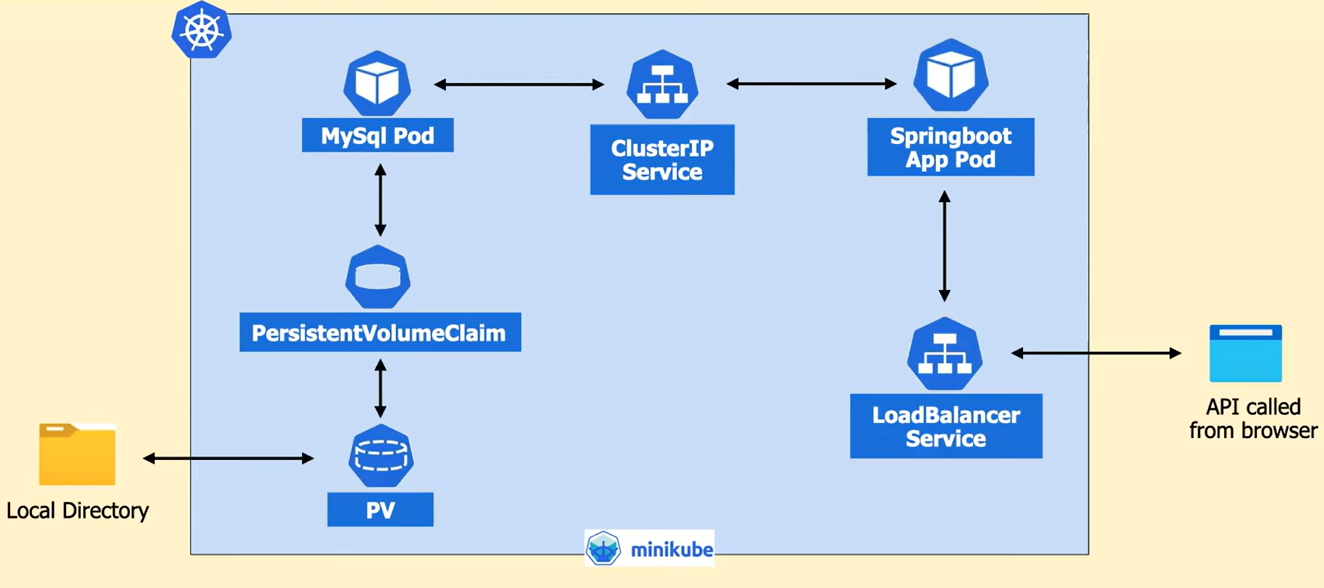 MySql Pod
ClusterIP
Service
Springboot
App Pod
PersistentVolumeClaim
LoadBalancer
Service
API called
from browser
Local Directory
PV
minikube